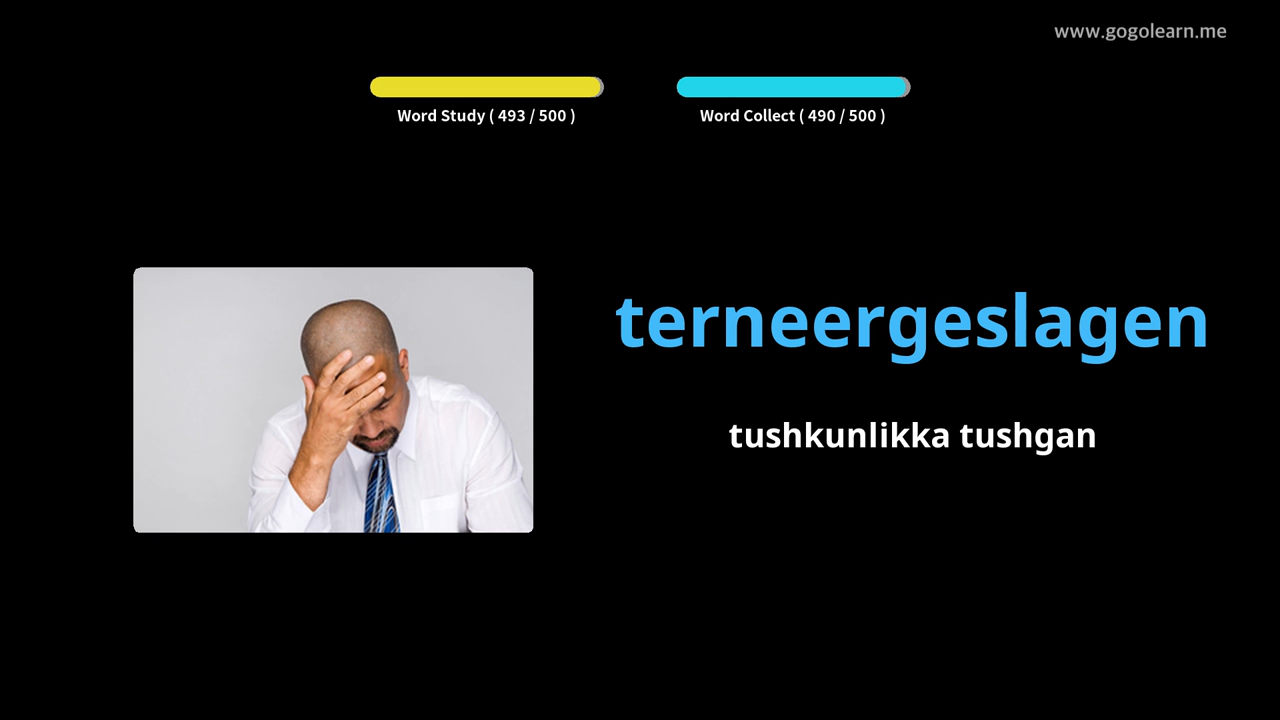 www.gogolearn.me
Word Study ( 493 / 500 )
Word Collect ( 490 / 500 )
terneergeslagen
tushkunlikka tushgan